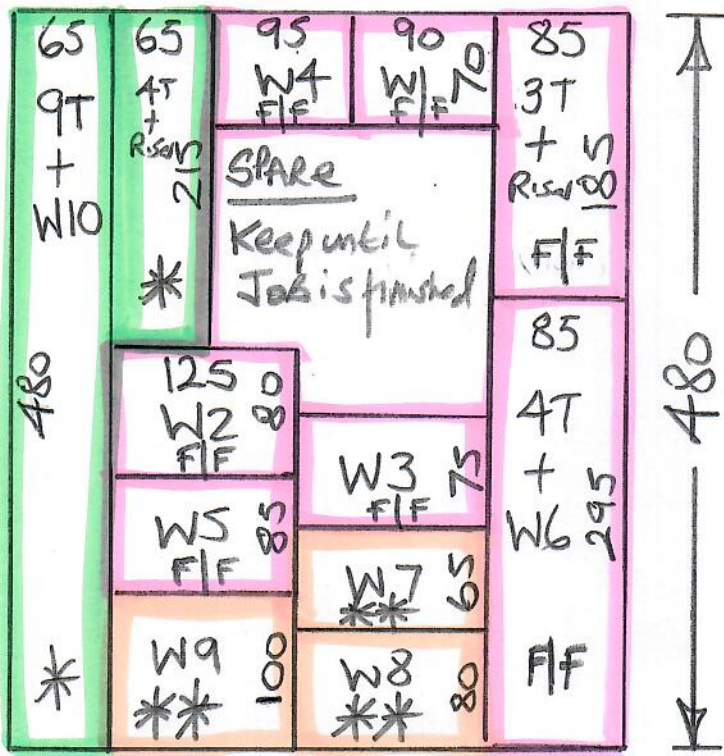 65
9T
+
W10
480
*
65
4T
+
Riser
215
*
95
W4
F/F
90
W
F/F
70
85
3T
+
Riser
185
F/F
SPARe
Keep until
Job is finished
125
W2
F/F
80
W5
F/F
85
W9
**
100
W3
F/F
75
W7
**
65
W8
**
80
85
4T
+
W6
295
F/F
480